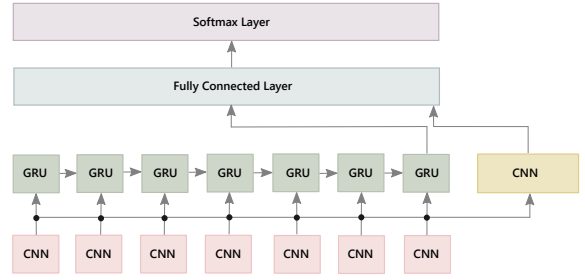 Softmax Layer
Fully Connected Layer
GRU GRU GRU GRU GRU GRU GRU CNN
CNN CNN CNN CNN CNN CNN CNN